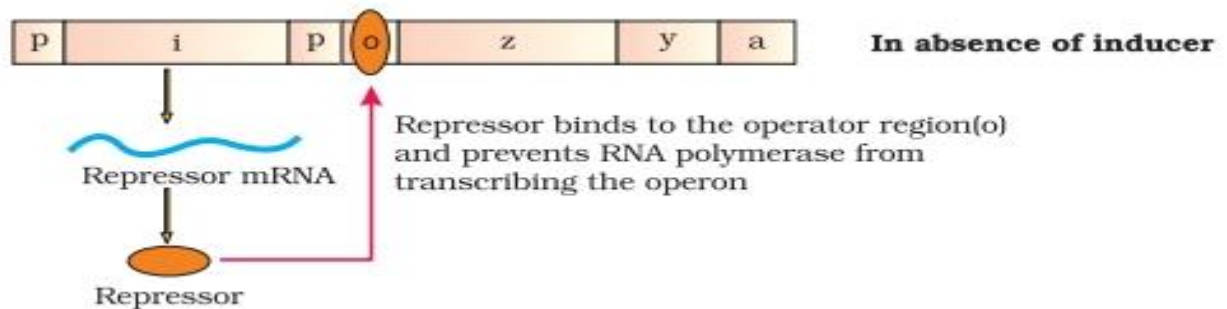 p i p o z y a In absence of inducer
Repressor binds to the operator region(o)
and prevents RNA polymerase from
transcribing the operon
Repressor mRNA
Repressor